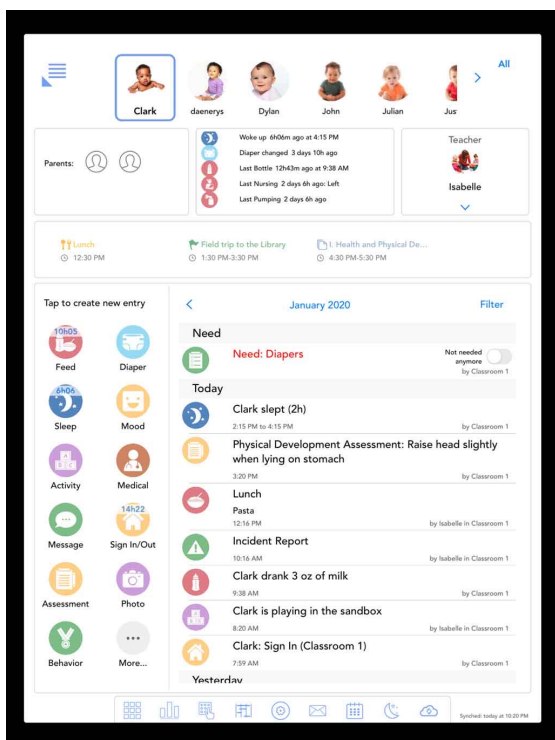 All
Clark
daenerys
Dylan
John
Julian
Jus
Parents:
Woke up 6h06m ago at 4:15 PM
Diaper changed 3 days 10h ago
Last Bottle 12h43m ago at 9:38 AM
Last Nursing 2 days 6h ago: Left
Last Pumping 2 days 6h ago
Teacher
Isabelle
Lunch
12:30 PM
Field trip to the Library
1:30 PM-3:30 PM
I. Health and Physical De...
4:30 PM-5:30 PM
Tap to create new entry
10h05
Feed
Diaper
6h06
Sleep
Mood
Activity
Medical
Message
14h22
Sign In/Out
Assessment
Photo
Behavior
More...
January 2020
Filter
Need
Need: Diapers
Not needed
anymore
by Classroom 1
Today
Clark slept (2h)
2:15 PM to 4:15 PM
by Classroom 1
Physical Development Assessment: Raise head slightly
when lying on stomach
3:20 PM
by Classroom 1
Lunch
Pasta
12:16 PM
by Isabelle in Classroom 1
Incident Report
10:16 AM
by Isabelle in Classroom 1
Clark drank 3 oz of milk
9:38 AM
by Classroom 1
Clark is playing in the sandbox
8:20 AM
by Isabelle in Classroom 1
Clark: Sign In (Classroom 1)
7:59 AM
by Classroom 1
Yesterday
Synched: today at 10:20 PM